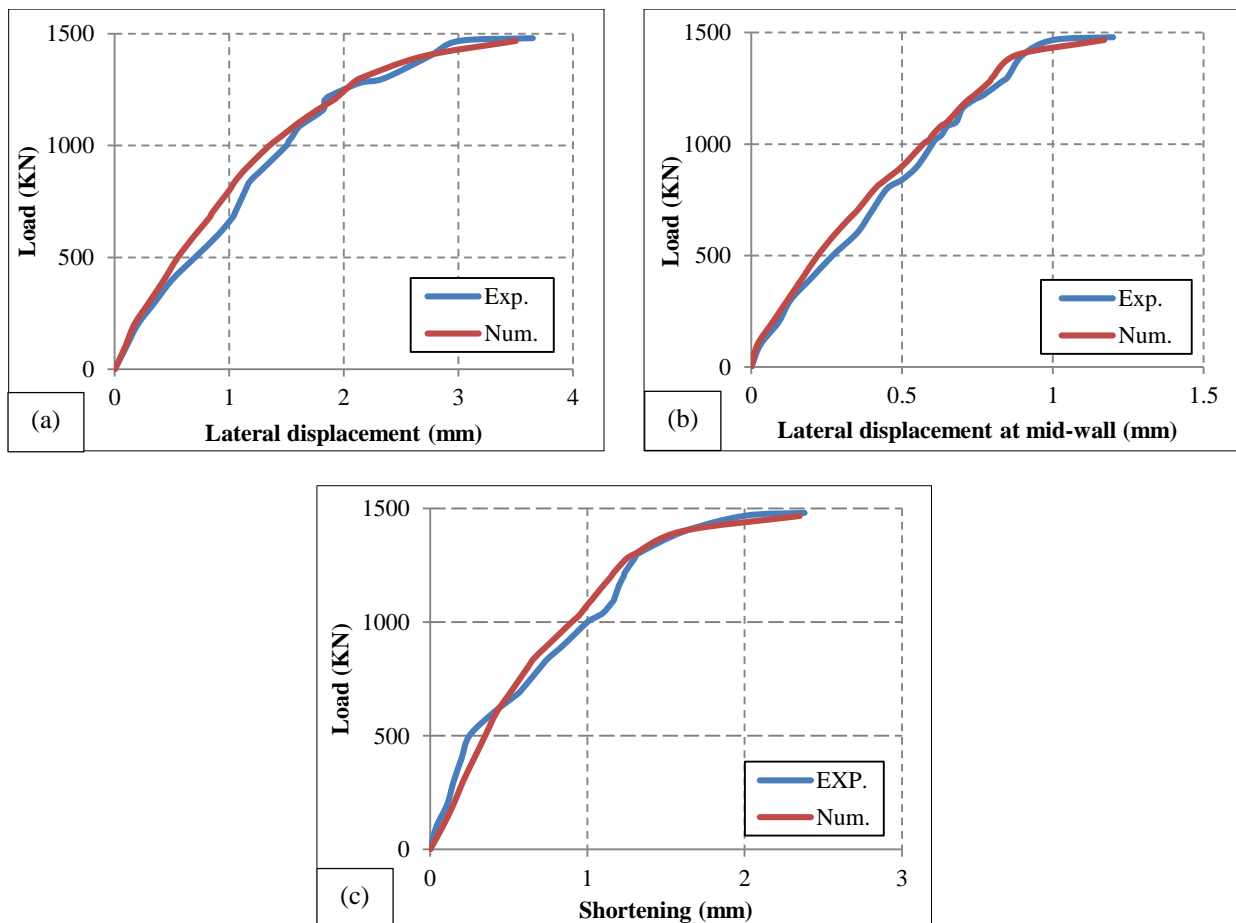 1500
1000
500
0
Load (KN)
Exp.
Num.
0 1 2 3 4
Lateral displacement (mm)
(a)
1500
1000
500
0
Load (KN)
Exp.
Num.
0 0.5 1 1.5
Lateral displacement at mid-wall (mm)
(b)
1500
1000
500
0
Load (KN)
EXP.
Num.
0 1 2 3
Shortening (mm)
(c)